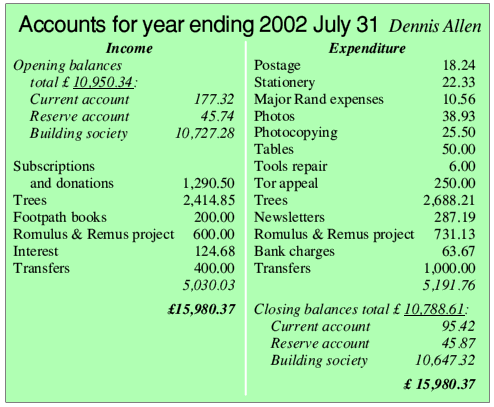 Accounts for year ending 2002 July 31 Dennis Allen
Income
Opening balances
total £ 10,950.34:
Current account 177.32
Reserve account 45.74
Building society 10,727.28
Subscriptions
and donations 1,290.50
Trees 2,414.85
Footpath books 200.00
Romulus & Remus project 600.00
Interest 124.68
Transfers 400.00
5,030.03
£15,980.37
Expenditure
Postage 18.24
Stationery 22.33
Major Rand expenses 10.56
Photos 38.93
Photocopying 25.50
Tables 50.00
Tools repair 6.00
Tor appeal 250.00
Trees 2,688.21
Newsletters 287.19
Romulus & Remus project 731.13
Bank charges 63.67
Transfers 1,000.00
5,191.76
Closing balances total £ 10,788.61:
Current account 95.42
Reserve account 45.87
Building society 10,647.32
£ 15,980.37